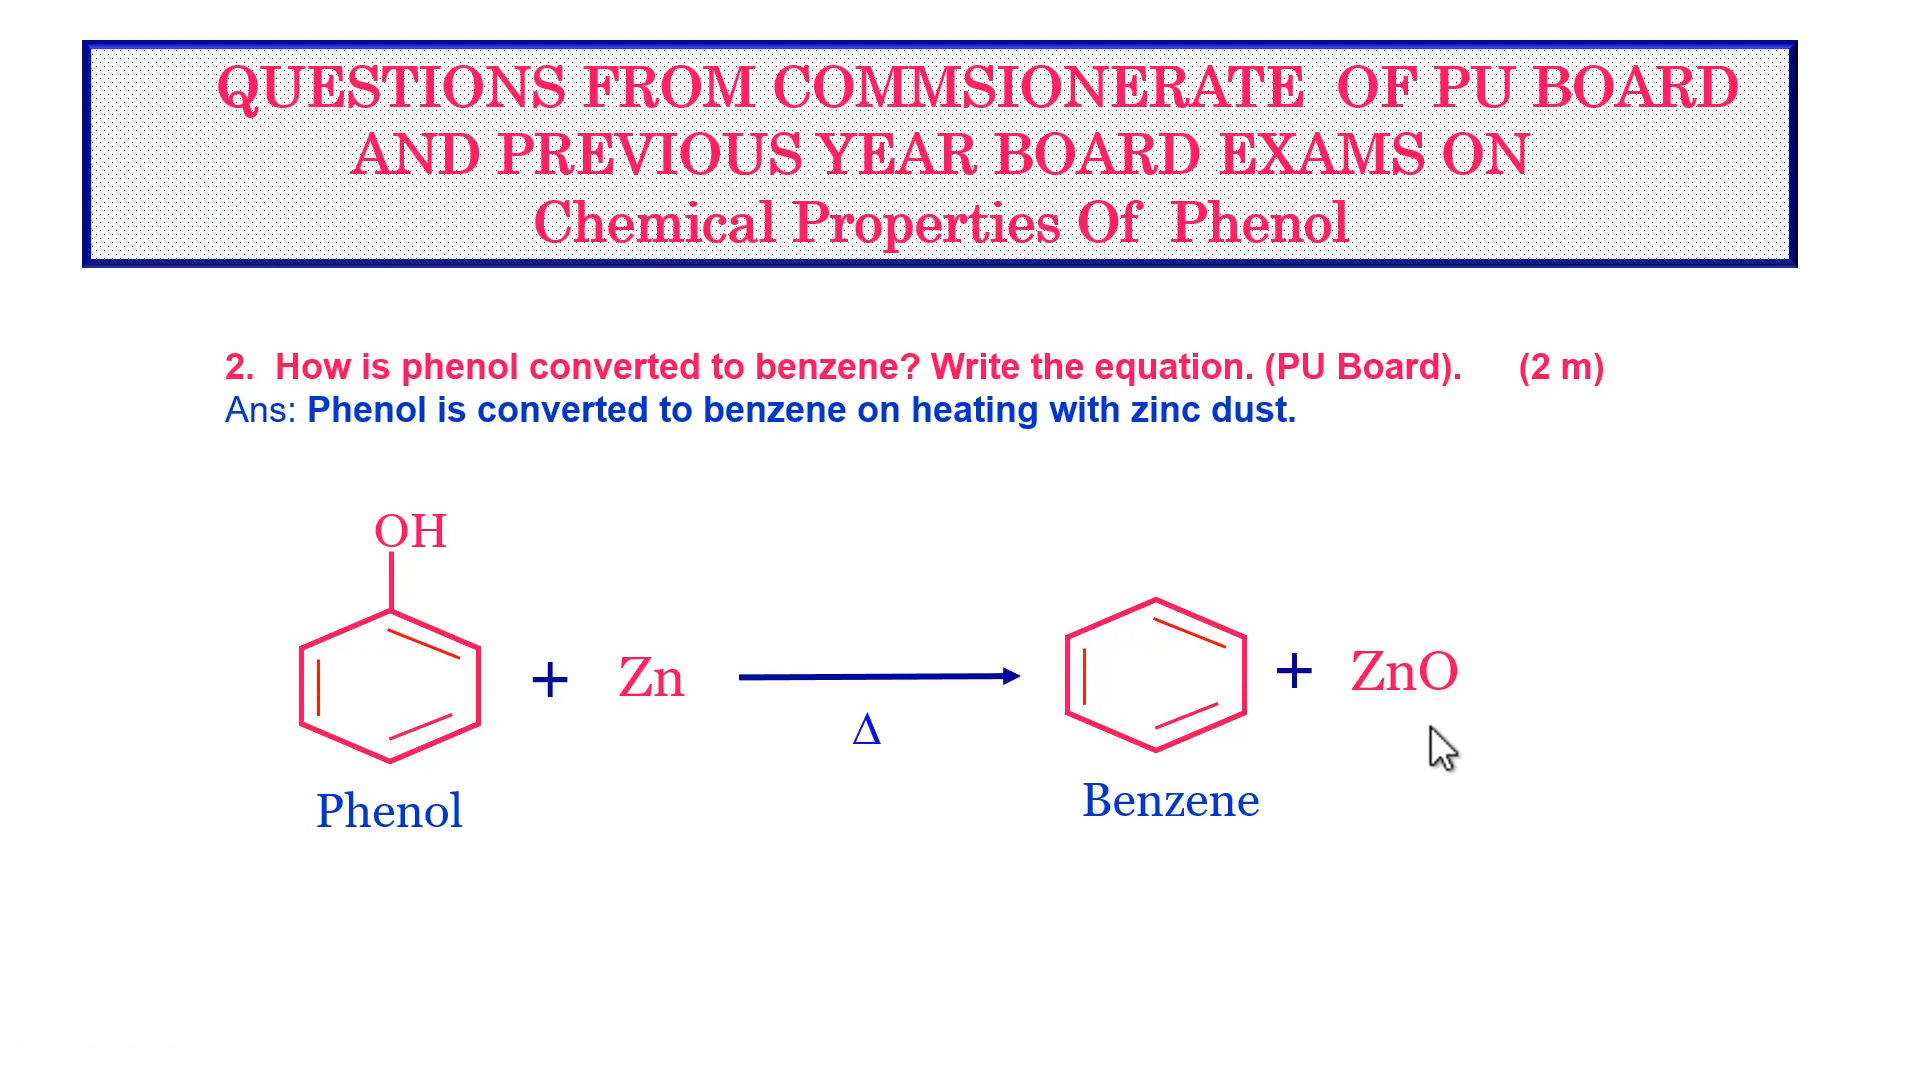 QUESTIONS FROM COMMSIONERATE OF PU BOARD
AND PREVIOUS YEAR BOARD EXAMS ON
Chemical Properties Of Phenol
2. How is phenol converted to benzene? Write the equation. (PU Board). (2 m)
Ans: Phenol is converted to benzene on heating with zinc dust.
OH
+ Zn + ZnO
Δ
Phenol Benzene